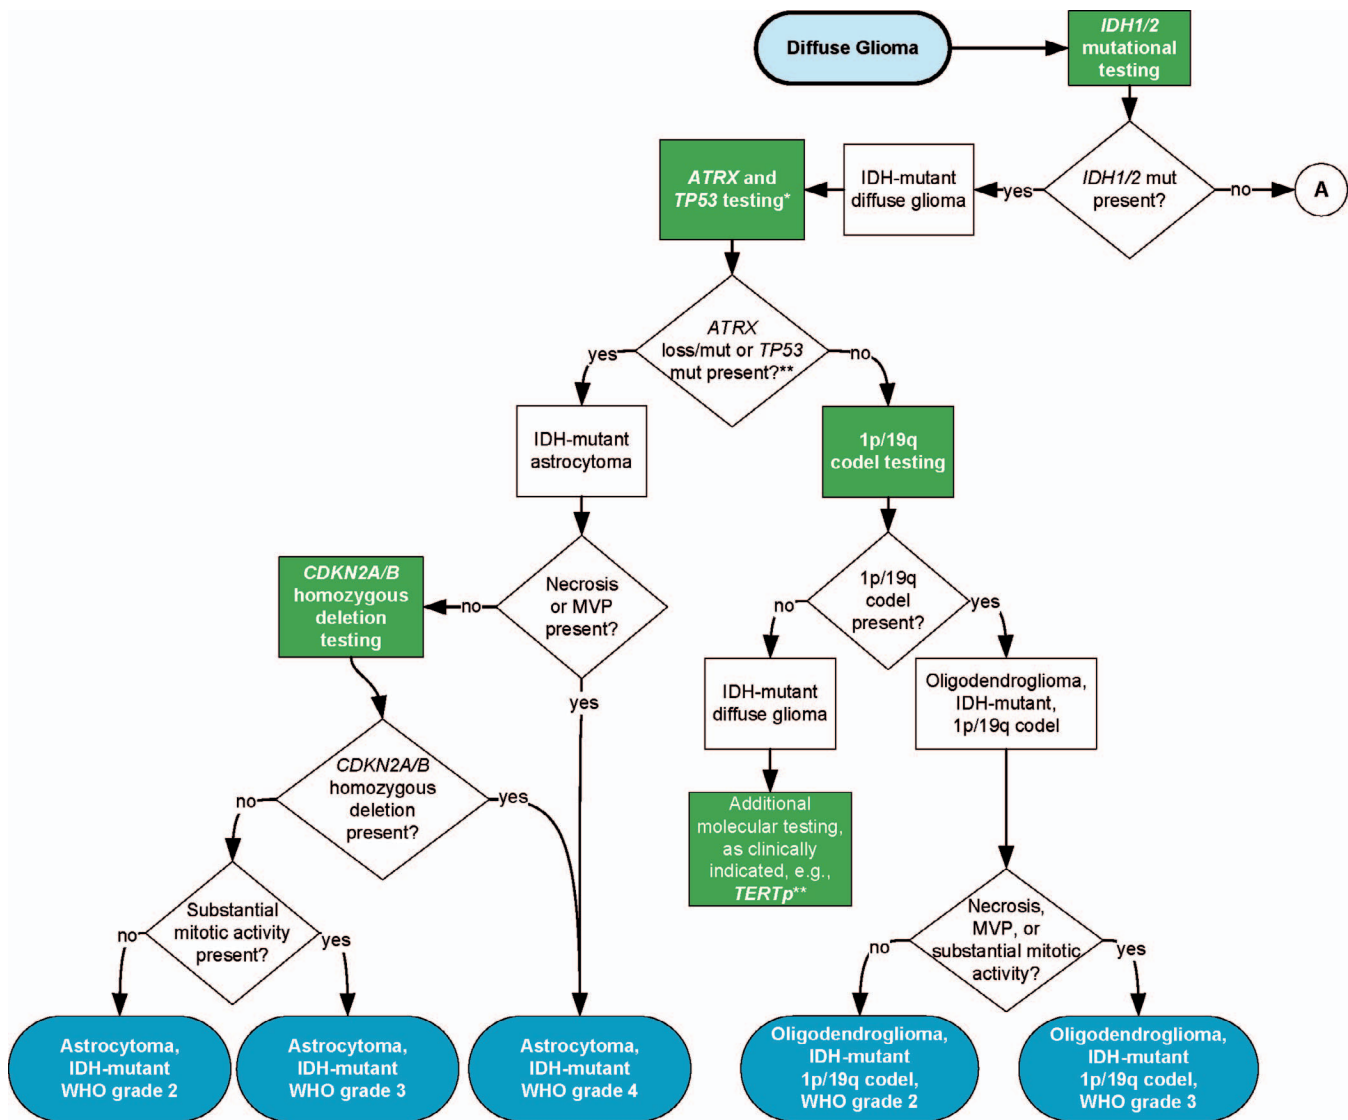 Diffuse Glioma
IDH1/2
mutational
testing
IDH1/2 mut
present?
no
A
yes
IDH-mutant
diffuse glioma
ATRX and
TP53 testing*
ATRX
loss/mut or TP53
mut present?**
yes
no
IDH-mutant
astrocytoma
1p/19q
codel testing
Necrosis
or MVP
present?
no
yes
CDKN2A/B
homozygous
deletion
testing
1p/19q
codel
present?
no
yes
IDH-mutant
diffuse glioma
Oligodendroglioma,
IDH-mutant,
1p/19q codel
CDKN2A/B
homozygous
deletion
present?
no
yes
Additional
molecular testing,
as clinically
indicated, e.g.,
TERTp**
Substantial
mitotic activity
present?
no
yes
Necrosis,
MVP, or
substantial mitotic
activity?
no
yes
Astrocytoma,
IDH-mutant
WHO grade 2
Astrocytoma,
IDH-mutant
WHO grade 3
Astrocytoma,
IDH-mutant
WHO grade 4
Oligodendroglioma,
IDH-mutant
1p/19q codel,
WHO grade 2
Oligodendroglioma,
IDH-mutant
1p/19q codel,
WHO grade 3